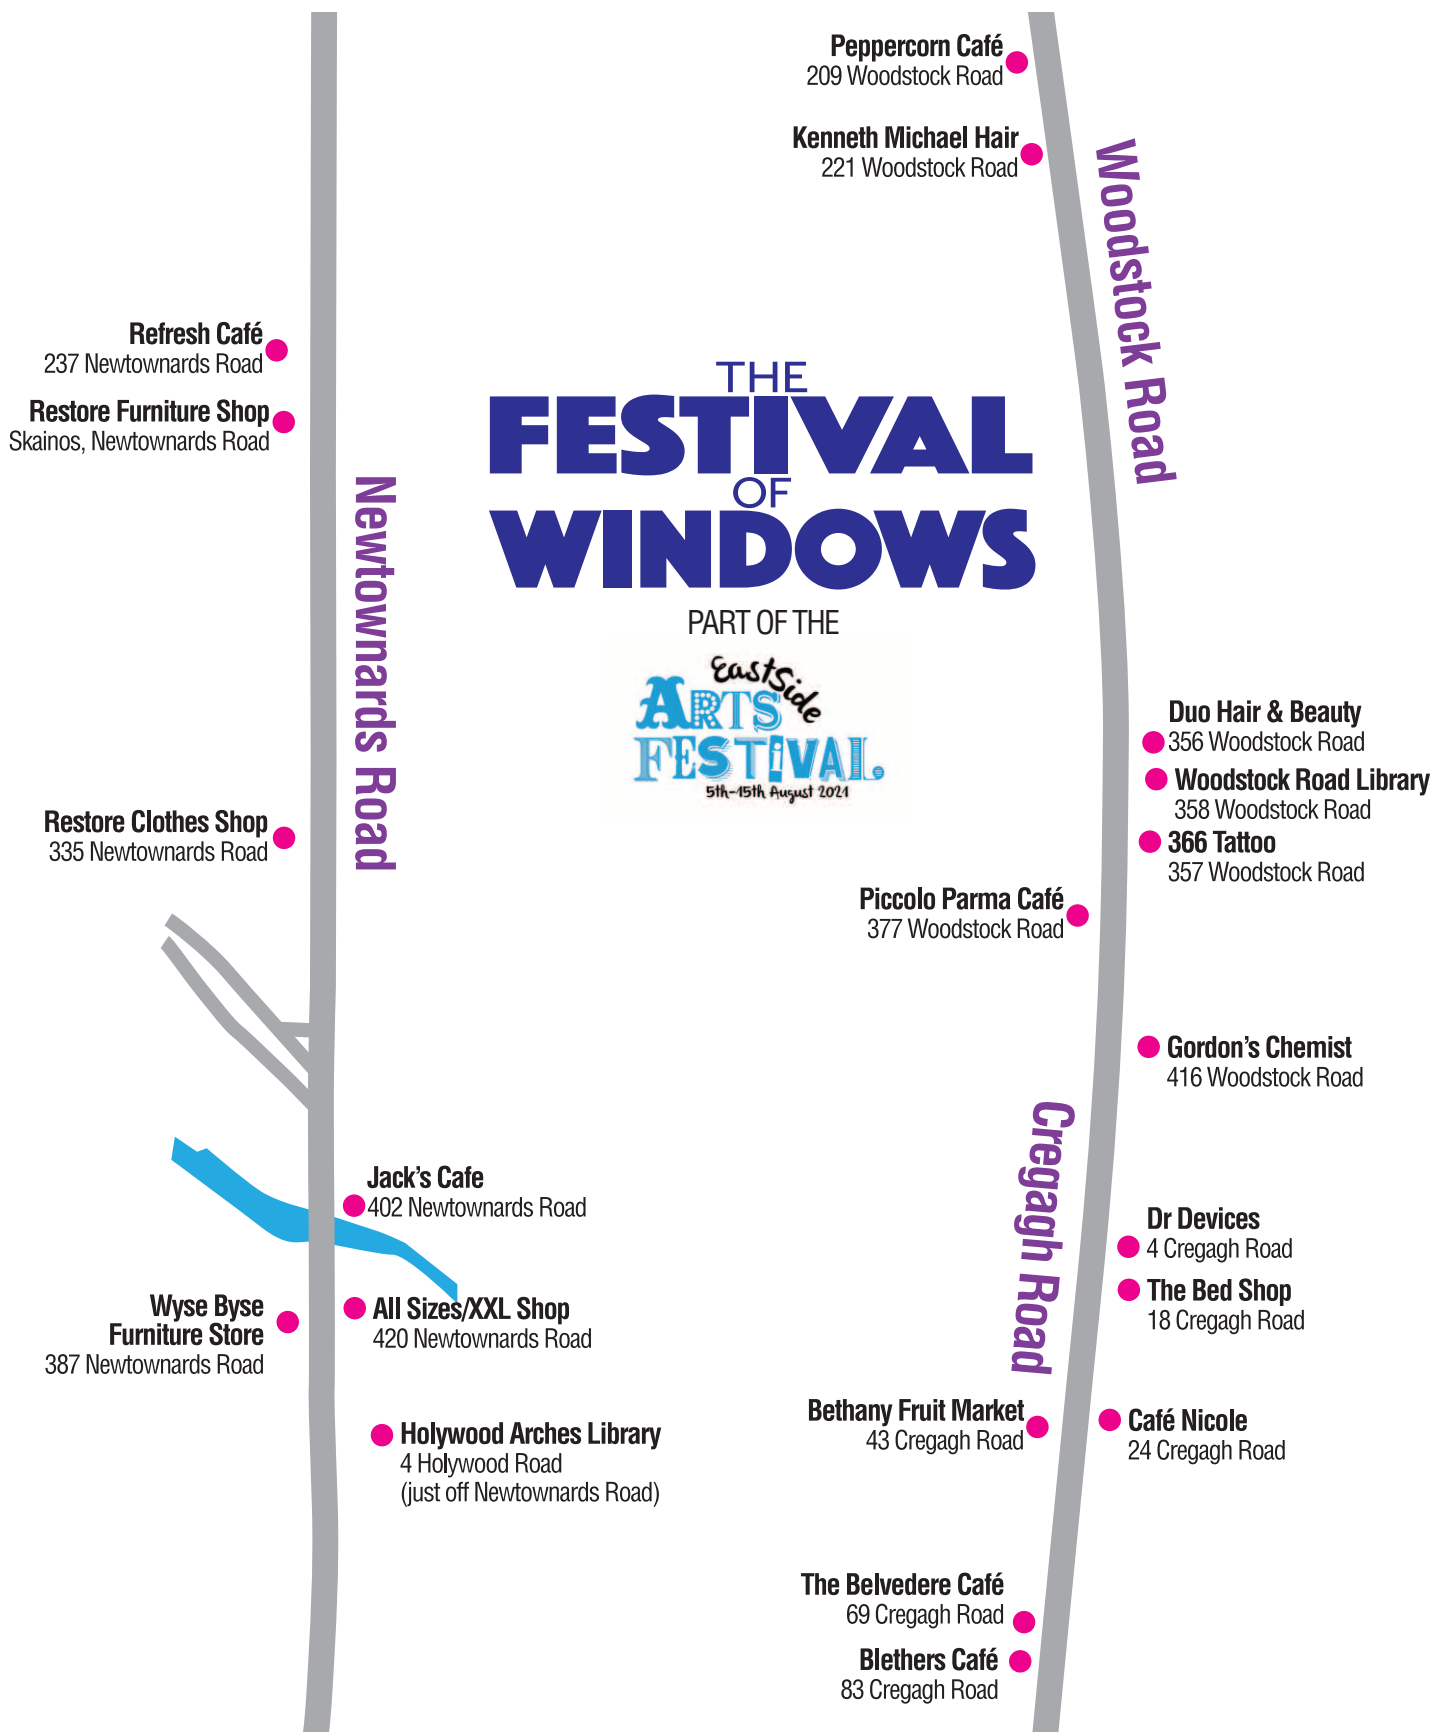 Peppercorn Café
209 Woodstock Road
Kenneth Michael Hair
221 Woodstock Road
Woodstock Road
Refresh Café
237 Newtownards Road
Restore Furniture Shop
Skainos, Newtownards Road
Newtownards Road
THE
FESTIVAL
OF
WINDOWS
PART OF THE
EastSide
ARTS
FESTIVAL.
5th-15th August 2021
Duo Hair & Beauty
356 Woodstock Road
Woodstock Road Library
358 Woodstock Road
366 Tattoo
357 Woodstock Road
Restore Clothes Shop
335 Newtownards Road
Piccolo Parma Café
377 Woodstock Road
Gordon's Chemist
416 Woodstock Road
Cregagh Road
Jack's Cafe
402 Newtownards Road
Dr Devices
4 Cregagh Road
The Bed Shop
18 Cregagh Road
Wyse Byse
Furniture Store
387 Newtownards Road
All Sizes/XXL Shop
420 Newtownards Road
Bethany Fruit Market
43 Cregagh Road
Café Nicole
24 Cregagh Road
Holywood Arches Library
4 Holywood Road
(just off Newtownards Road)
The Belvedere Café
69 Cregagh Road
Blethers Café
83 Cregagh Road